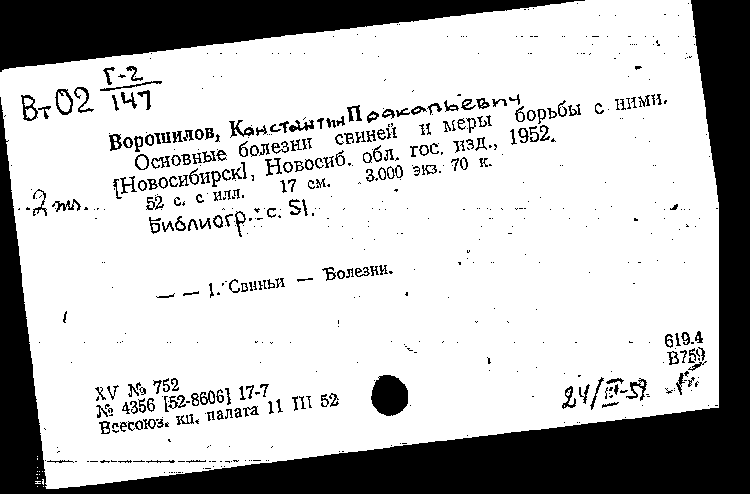 Вт02 Г-2/147
Ворошилов, Константин Прокопьевич
Основные болезни свиней и меры борьбы с ними.
[Новосибирск], Новосиб. обл. гос. изд., 1952.
52 с. с илл. 17 см. 3.000 экз. 70 к.
2 тл.
Библиогр.: с. 51.
— — 1. Свиньи — Болезни.
619.4
В759
XV № 752
№ 4356 [52-8606] 17-7
Всесоюз. кн. палата 11 III 52
24/III-52